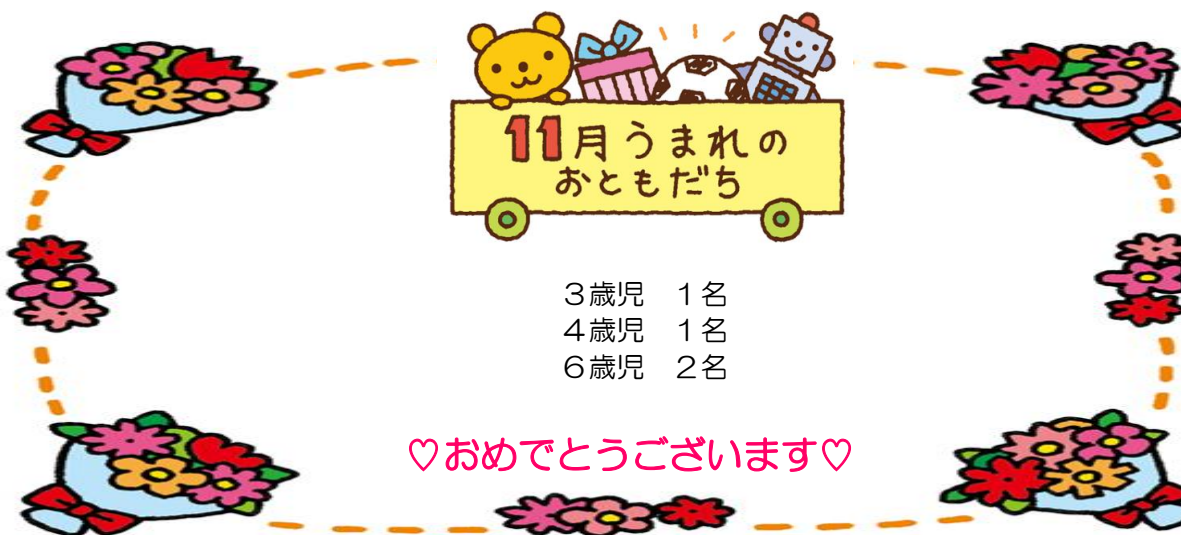 11月うまれの
おともだち
３歳児　１名
４歳児　１名
６歳児　２名
♡おめでとうございます♡